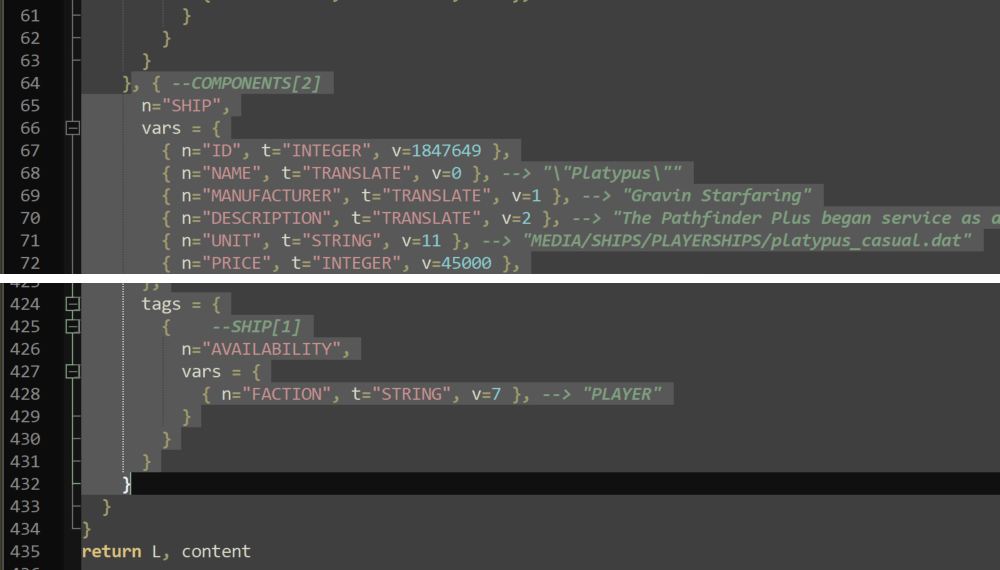 61 }
62 }
63 }
64 }, { --COMPONENTS[2]
65 n="SHIP",
66 vars = {
67 { n="ID", t="INTEGER", v=1847649 },
68 { n="NAME", t="TRANSLATE", v=0 }, --> "\"Platypus\""
69 { n="MANUFACTURER", t="TRANSLATE", v=1 }, --> "Gravin Starfaring"
70 { n="DESCRIPTION", t="TRANSLATE", v=2 }, --> "The Pathfinder Plus began service as a
71 { n="UNIT", t="STRING", v=11 }, --> "MEDIA/SHIPS/PLAYERSHIPS/platypus_casual.dat"
72 { n="PRICE", t="INTEGER", v=45000 },
424 tags = {
425 { --SHIP[1]
426 n="AVAILABILITY",
427 vars = {
428 { n="FACTION", t="STRING", v=7 }, --> "PLAYER"
429 }
430 }
431 }
432 }
433 }
434 }
435 return L, content